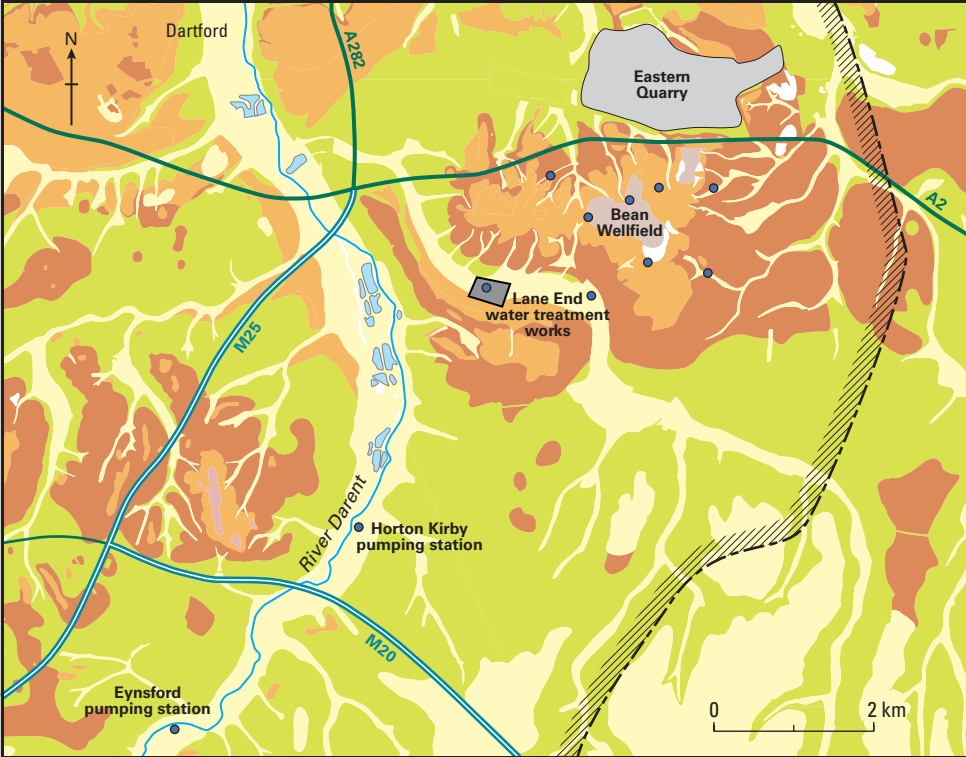 Dartford
N
A282
Eastern
Quarry
A2
Bean
Wellfield
Lane End
water treatment
works
M25
River Darent
Horton Kirby
pumping station
M20
Eynsford
pumping station
0
2 km